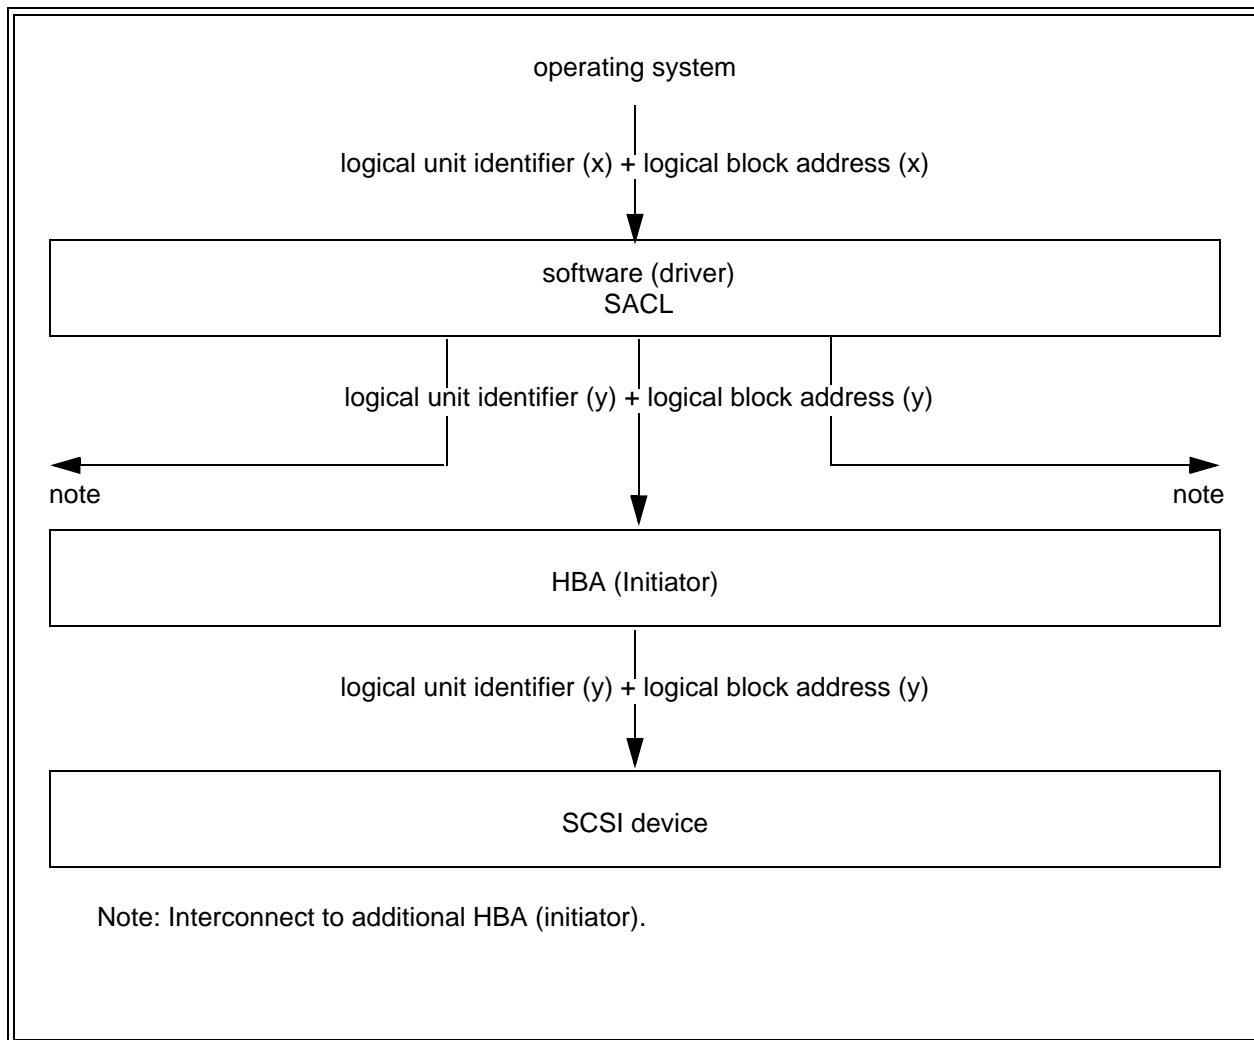 operating system
logical unit identifier (x) + logical block address (x)
software (driver)
SACL
logical unit identifier (y) + logical block address (y)
note
note
HBA (Initiator)
logical unit identifier (y) + logical block address (y)
SCSI device
Note: Interconnect to additional HBA (initiator).